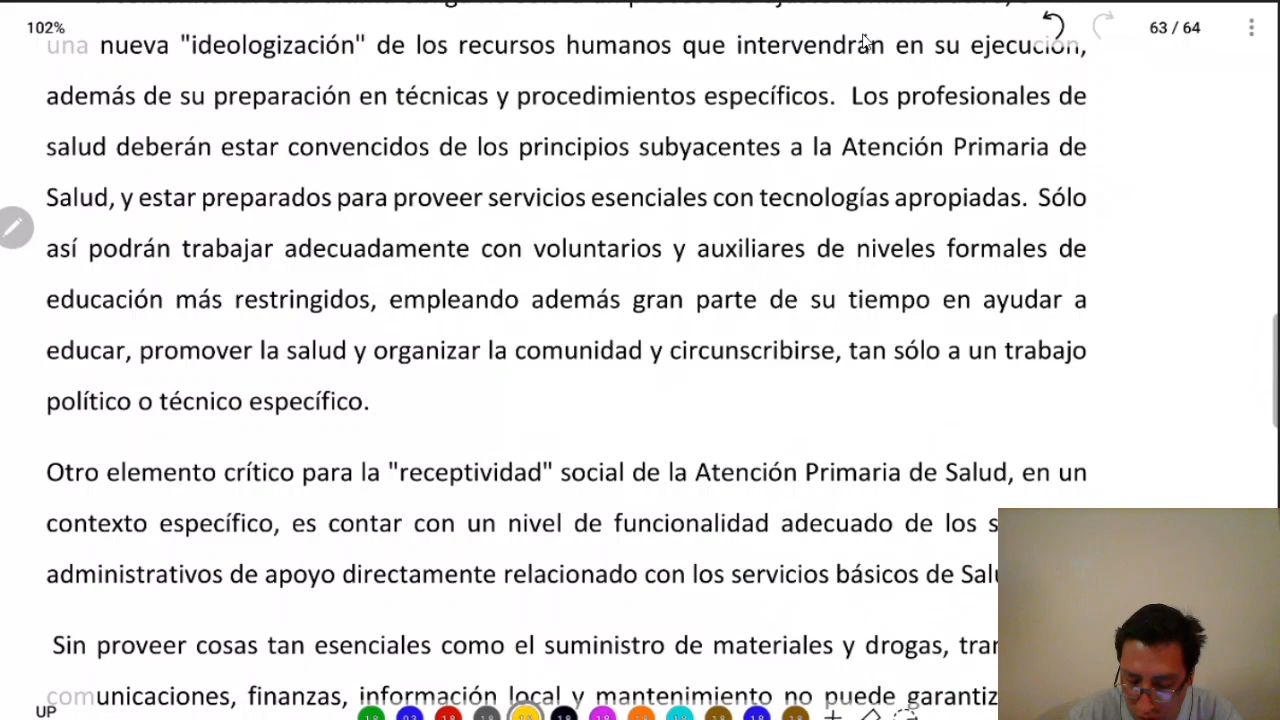 102%
63 / 64
una nueva "ideologización" de los recursos humanos que intervendrán en su ejecución,
además de su preparación en técnicas y procedimientos específicos. Los profesionales de
salud deberán estar convencidos de los principios subyacentes a la Atención Primaria de
Salud, y estar preparados para proveer servicios esenciales con tecnologías apropiadas. Sólo
así podrán trabajar adecuadamente con voluntarios y auxiliares de niveles formales de
educación más restringidos, empleando además gran parte de su tiempo en ayudar a
educar, promover la salud y organizar la comunidad y circunscribirse, tan sólo a un trabajo
político o técnico específico.
Otro elemento crítico para la "receptividad" social de la Atención Primaria de Salud, en un
contexto específico, es contar con un nivel de funcionalidad adecuado de los
administrativos de apoyo directamente relacionado con los servicios básicos de
Sin proveer cosas tan esenciales como el suministro de materiales y drogas,
comunicaciones, finanzas, información local y mantenimiento no puede
UP